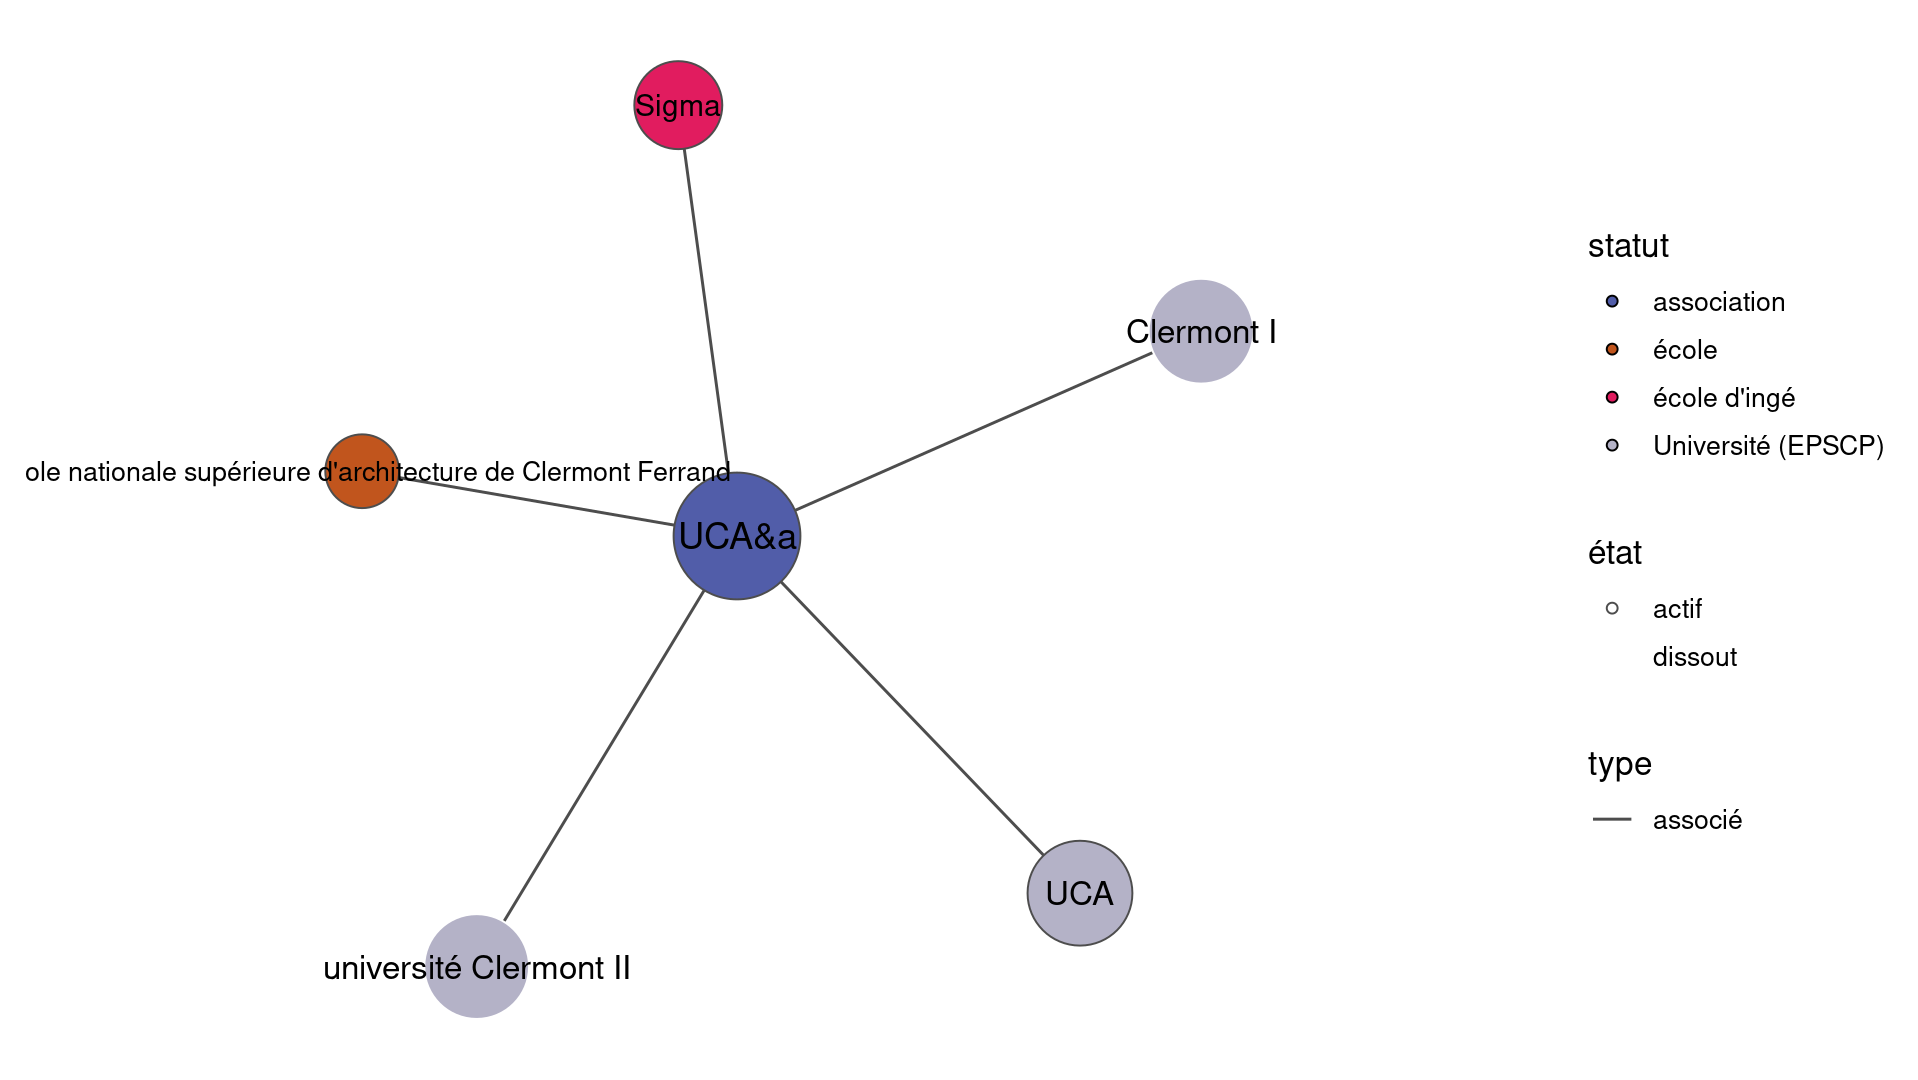 Sigma
Clermont I
ole nationale supérieure d'architecture de Clermont Ferrand
UCA&a
UCA
université Clermont II
statut
association
école
école d'ingé
Université (EPSCP)
état
actif
dissout
type
associé